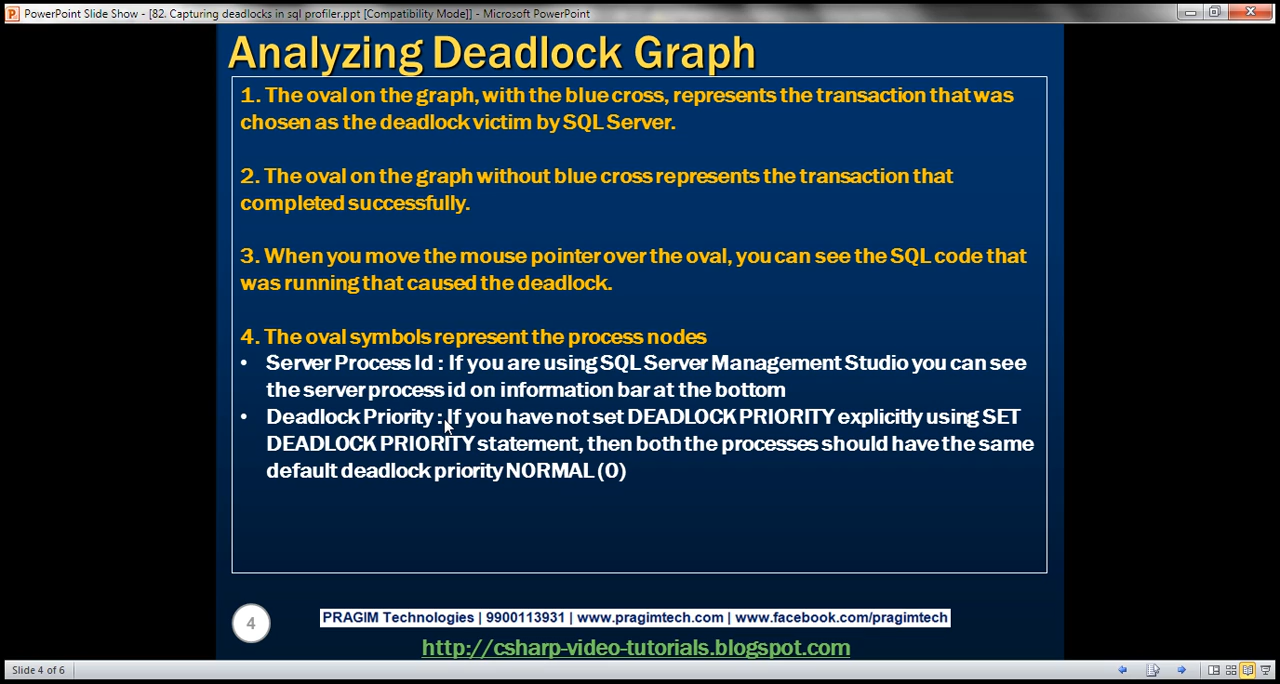 PowerPoint Slide Show - [82. Capturing deadlocks in sql profiler.ppt [Compatibility Mode]] - Microsoft PowerPoint
Analyzing Deadlock Graph
1. The oval on the graph, with the blue cross, represents the transaction that was
chosen as the deadlock victim by SQL Server.
2. The oval on the graph without blue cross represents the transaction that
completed successfully.
3. When you move the mouse pointer over the oval, you can see the SQL code that
was running that caused the deadlock.
4. The oval symbols represent the process nodes
• Server Process Id : If you are using SQL Server Management Studio you can see
the server process id on information bar at the bottom
• Deadlock Priority : If you have not set DEADLOCK PRIORITY explicitly using SET
DEADLOCK PRIORITY statement, then both the processes should have the same
default deadlock priority NORMAL (0)
4
PRAGIM Technologies | 9900113931 | www.pragimtech.com | www.facebook.com/pragimtech
http://csharp-video-tutorials.blogspot.com
Slide 4 of 6